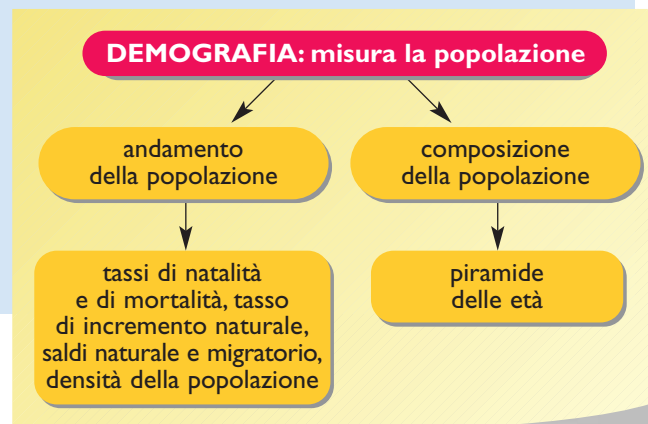 DEMOGRAFIA: misura la popolazione
andamento
della popolazione
composizione
della popolazione
tassi di natalità
e di mortalità, tasso
di incremento naturale,
saldi naturale e migratorio,
densità della popolazione
piramide
delle età